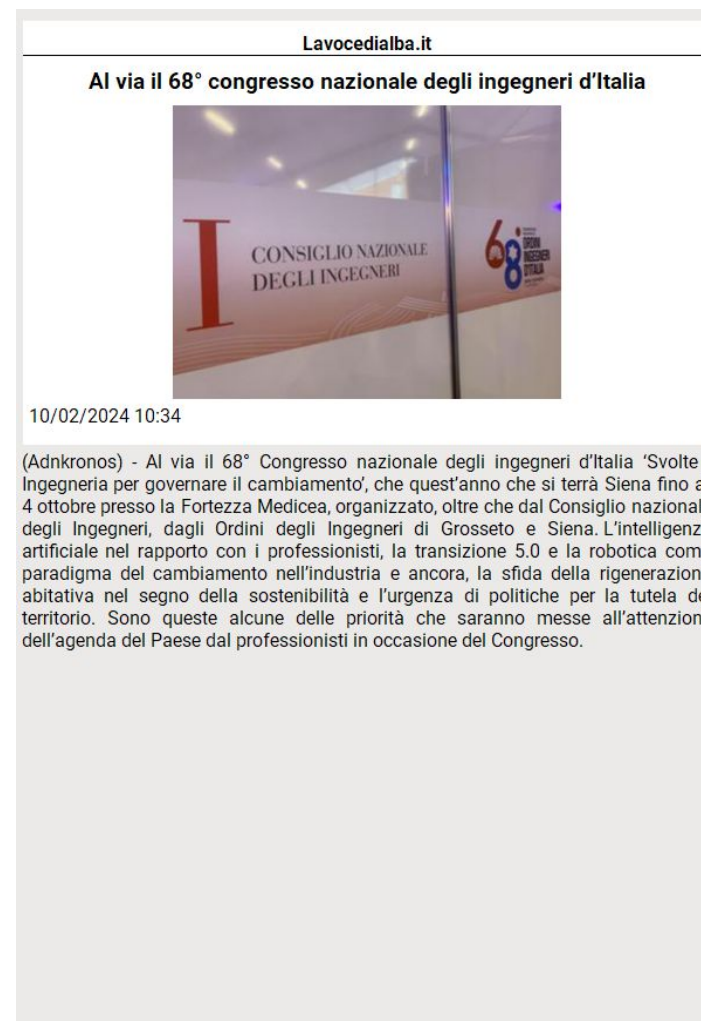 Lavocedialba.it
Al via il 68° congresso nazionale degli ingegneri d’Italia
I
CONSIGLIO NAZIONALE
DEGLI INGEGNERI
68°
ORDINI
INGEGNERI
D'ITALIA
10/02/2024 10:34
(Adnkronos) - Al via il 68° Congresso nazionale degli ingegneri d’Italia ‘Svolte
Ingegneria per governare il cambiamento’, che quest’anno che si terrà Siena fino a
4 ottobre presso la Fortezza Medicea, organizzato, oltre che dal Consiglio nazional
degli Ingegneri, dagli Ordini degli Ingegneri di Grosseto e Siena. L’intelligenz
artificiale nel rapporto con i professionisti, la transizione 5.0 e la robotica com
paradigma del cambiamento nell’industria e ancora, la sfida della rigenerazion
abitativa nel segno della sostenibilità e l’urgenza di politiche per la tutela de
territorio. Sono queste alcune delle priorità che saranno messe all’attenzion
dell’agenda del Paese dal professionisti in occasione del Congresso.